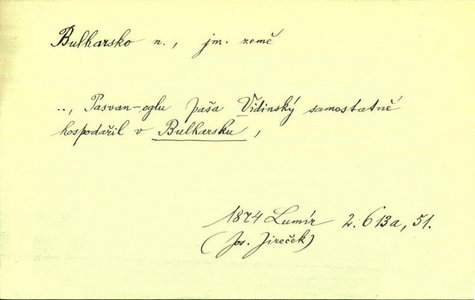 Bulharsko n., jm. země
.., Pasvan-oglu paša Vidinský samostatně
hospodařil v Bulharsku,
1874 Lumír 2. 613a, 51.
(Jos. Jireček)